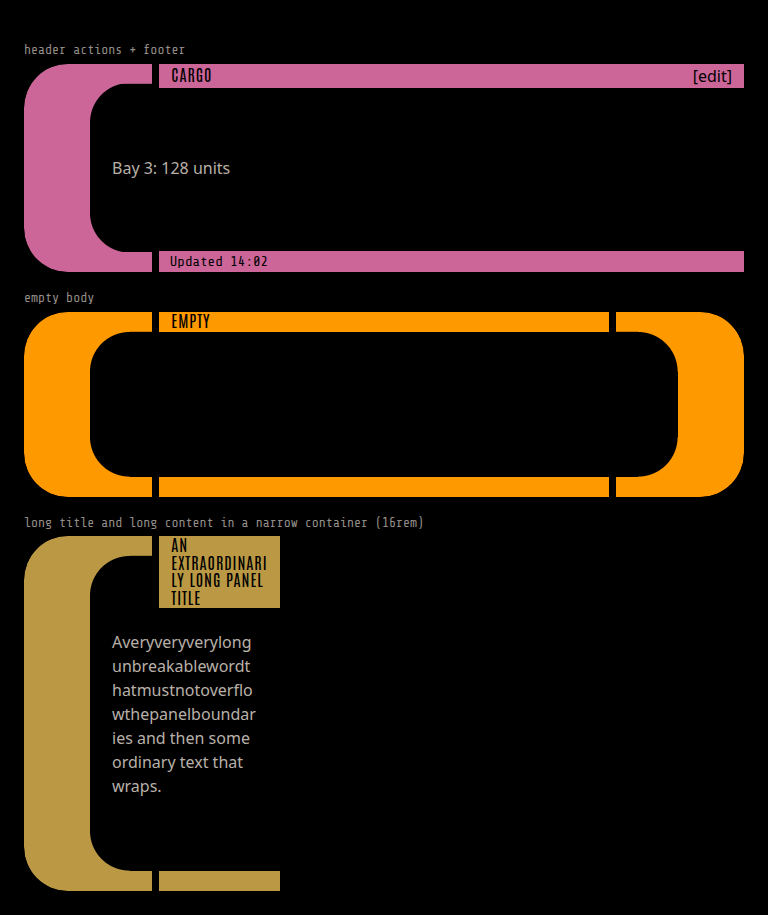 header actions + footer
CARGO [edit]
Bay 3: 128 units
Updated 14:02
empty body
EMPTY
long title and long content in a narrow container (16rem)
AN
EXTRAORDINARI
LY LONG PANEL
TITLE
Averyveryverylong
unbreakablewordt
hatmustnotoverflo
wthepanelboundar
ies and then some
ordinary text that
wraps.